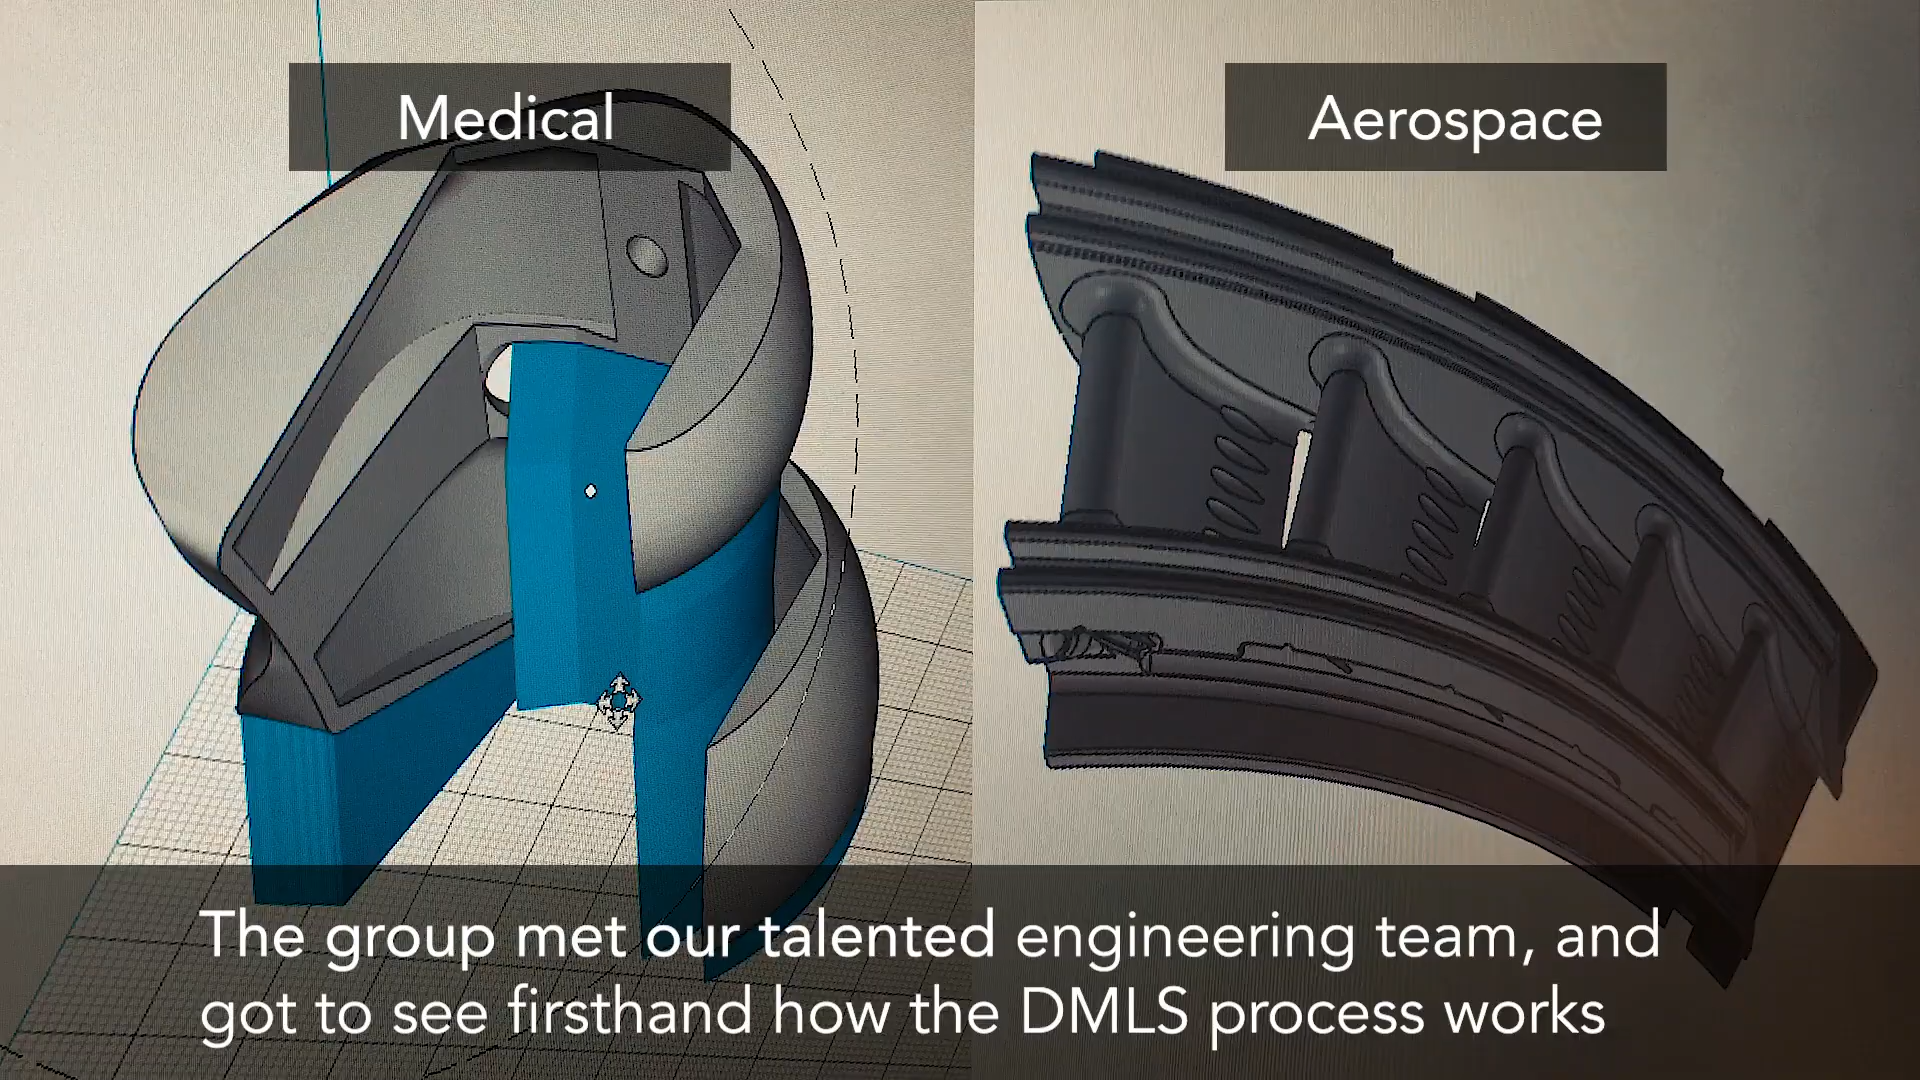 Medical
Aerospace
The group met our talented engineering team, and
got to see firsthand how the DMLS process works